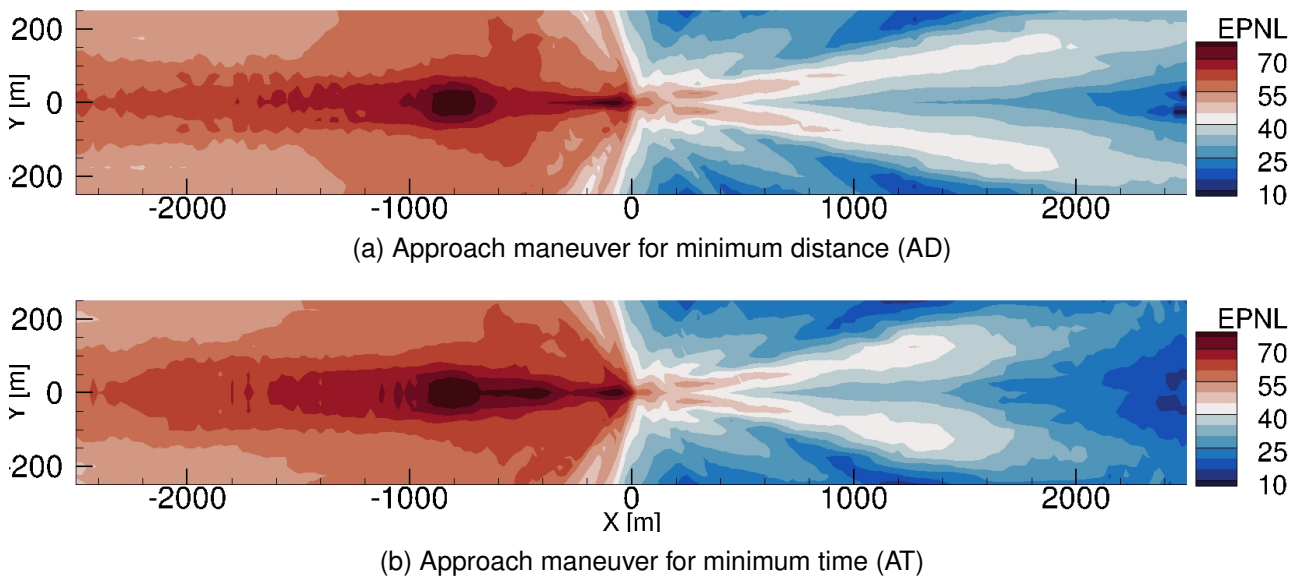 EPNL
200
Y [m]
0
-200
70
55
40
25
10
-2000 -1000 0 1000 2000
(a) Approach maneuver for minimum distance (AD)
EPNL
200
Y [m]
0
-200
70
55
40
25
10
-2000 -1000 0 1000 2000
X [m]
(b) Approach maneuver for minimum time (AT)